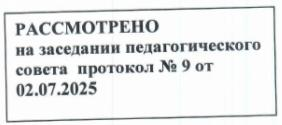 РАССМОТРЕНО
на заседании педагогического
совета протокол № 9 от
02.07.2025